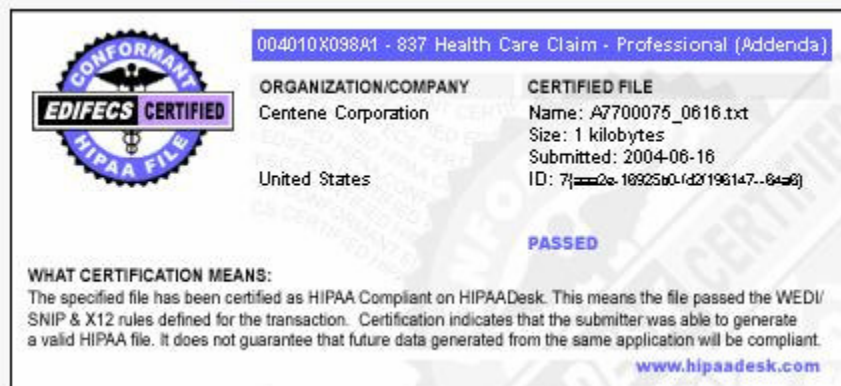 004010X098A1 - 837 Health Care Claim - Professional (Addenda)
CONFORMANT
EDIFECS CERTIFIED
HIPAA FILE
ORGANIZATION/COMPANY
Centene Corporation
United States
CERTIFIED FILE
Name: A7700075_0616.txt
Size: 1 kilobytes
Submitted: 2004-06-16
ID:
PASSED
WHAT CERTIFICATION MEANS:
The specified file has been certified as HIPAA Compliant on HIPAADesk. This means the file passed the WEDI/
SNIP & X12 rules defined for the transaction. Certification indicates that the submitter was able to generate
a valid HIPAA file. It does not guarantee that future data generated from the same application will be compliant.
www.hipaadesk.com